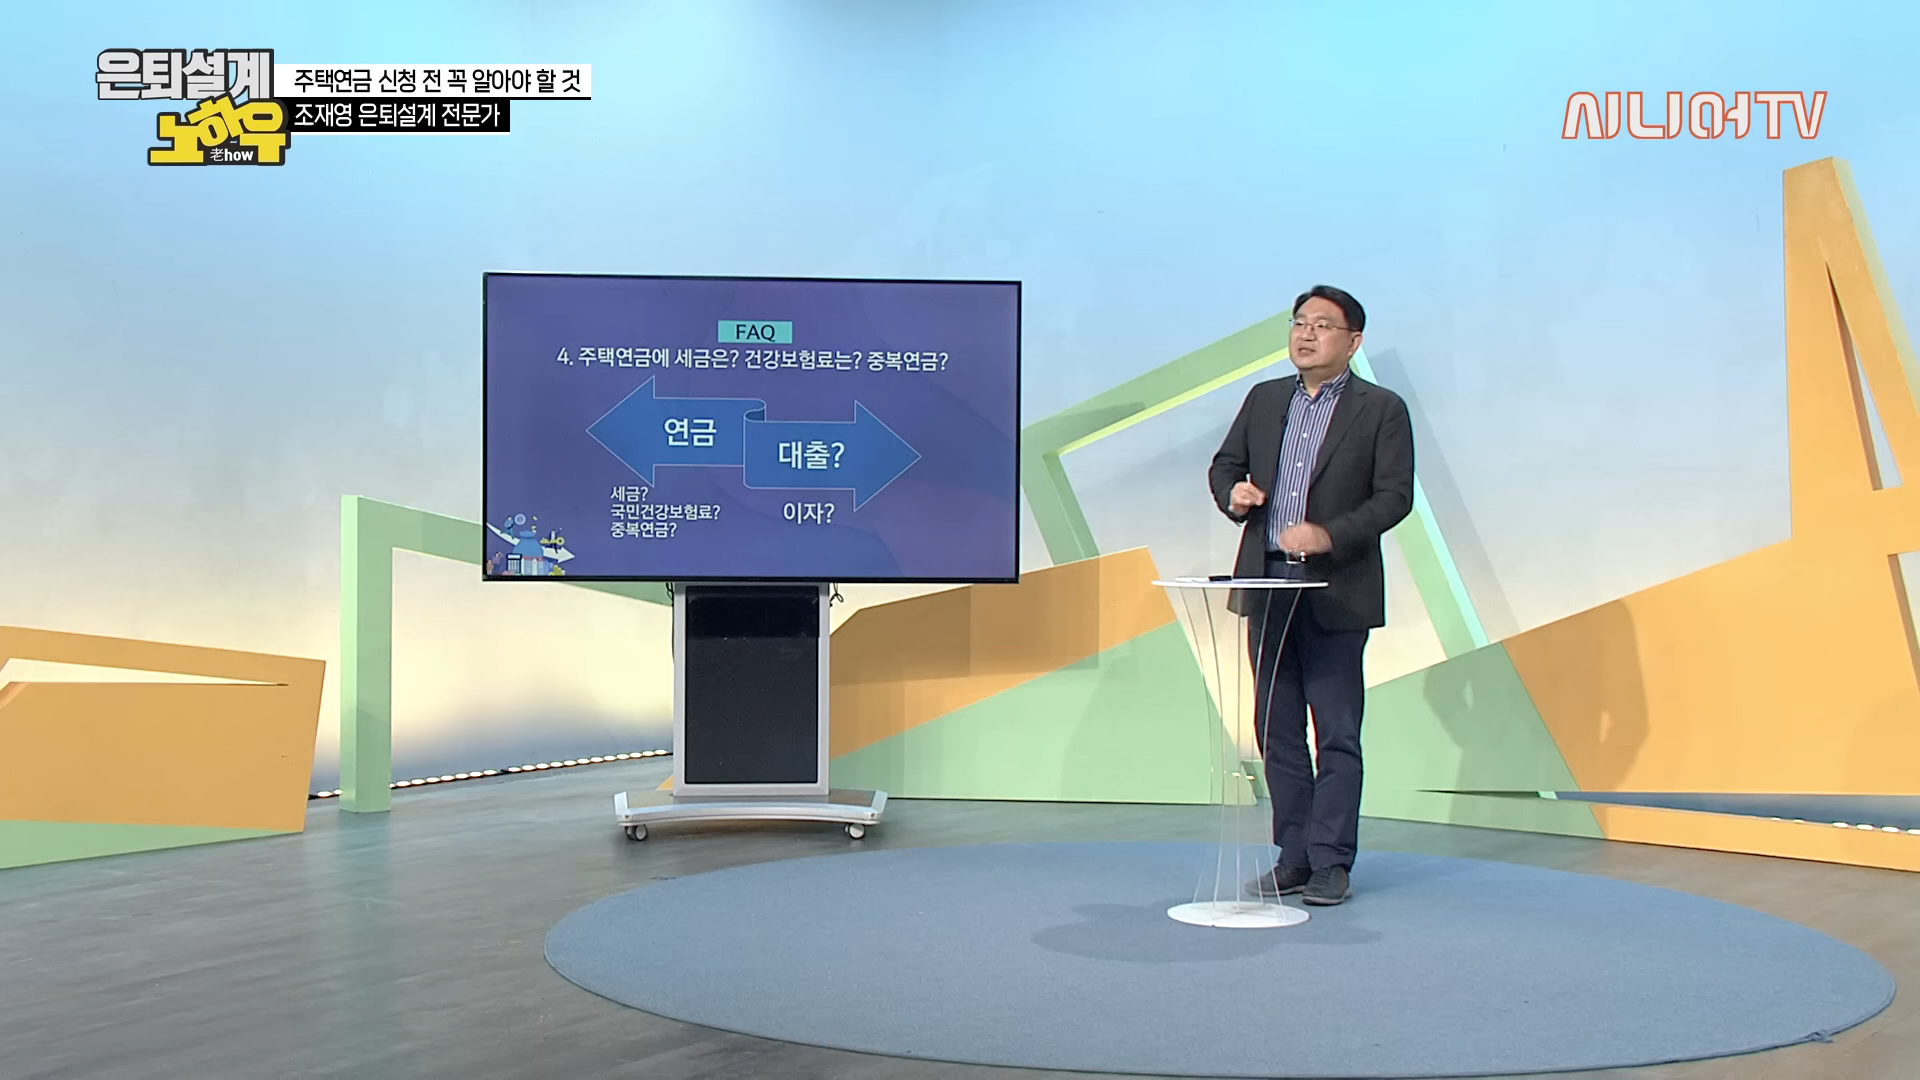 은퇴설계
노하우
老how
주택연금 신청 전 꼭 알아야 할 것
조재영 은퇴설계 전문가
시니어TV
FAQ
4. 주택연금에 세금은? 건강보험료는? 중복연금?
연금
대출?
세금?
국민건강보험료?
중복연금?
이자?